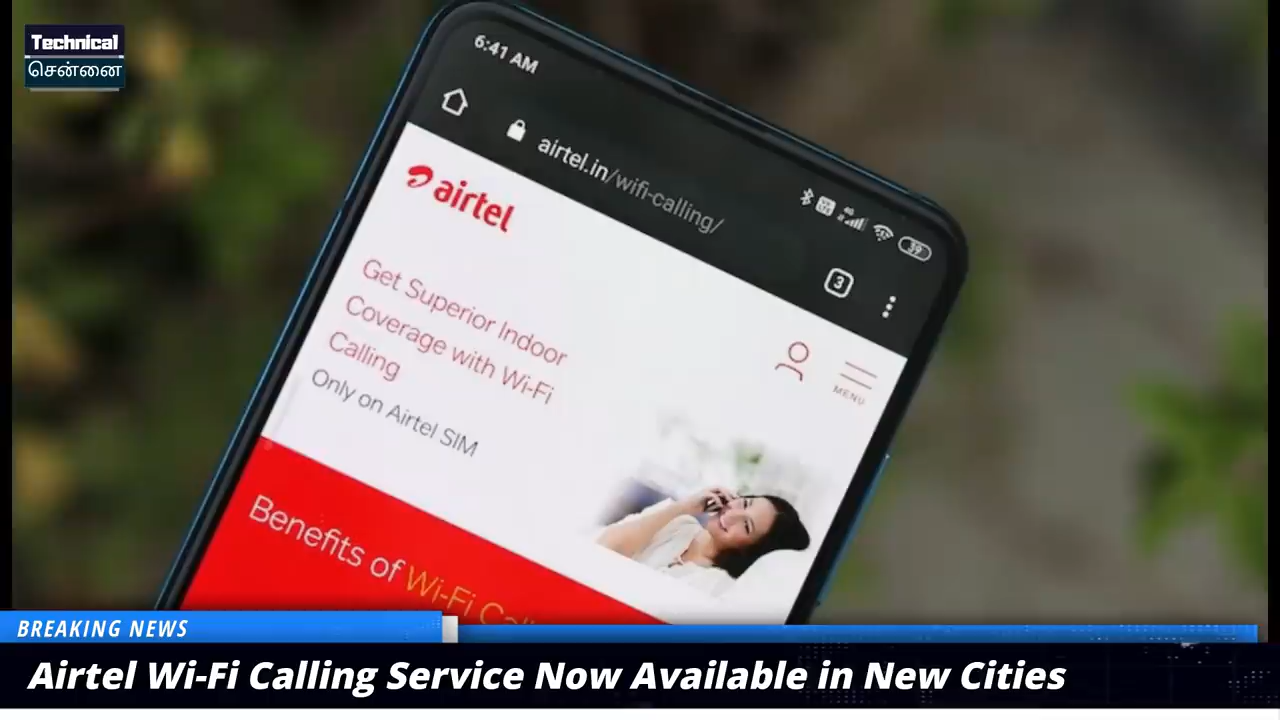 Technical
சென்னை
6:41 AM
airtel.in/wifi-calling/
59
3
airtel
Get Superior Indoor
Coverage with Wi-Fi
Calling
Only on Airtel SIM
MENU
Benefits of Wi-Fi
BREAKING NEWS
Airtel Wi-Fi Calling Service Now Available in New Cities